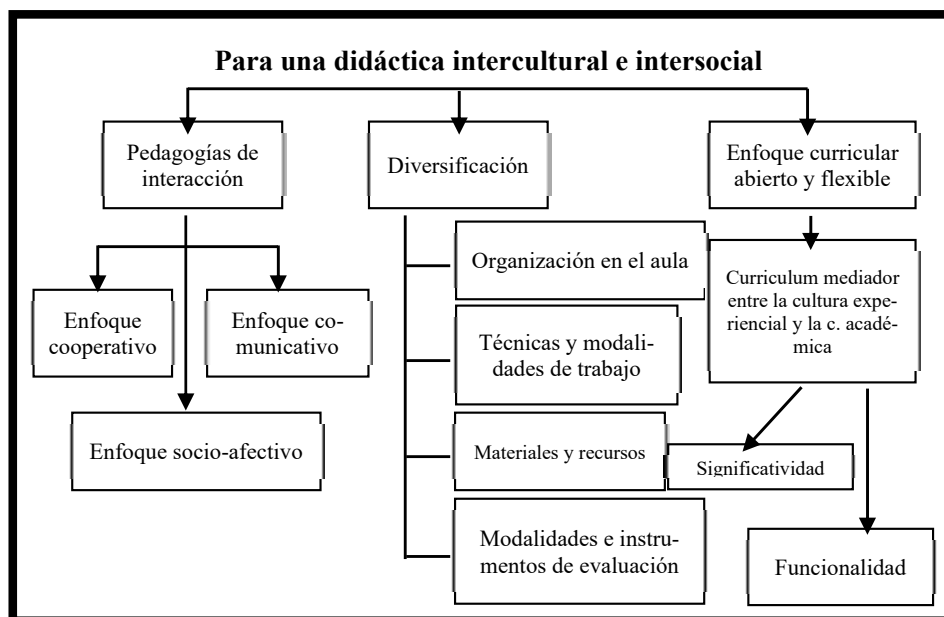 Para una didáctica intercultural e intersocial
Pedagogías de
interacción
Diversificación
Enfoque curricular
abierto y flexible
Enfoque
cooperativo
Enfoque co-
municativo
Enfoque socio-afectivo
Organización en el aula
Técnicas y modali-
dades de trabajo
Materiales y recursos
Modalidades e instru-
mentos de evaluación
Curriculum mediador
entre la cultura expe-
riencial y la c. acadé-
mica
Significatividad
Funcionalidad